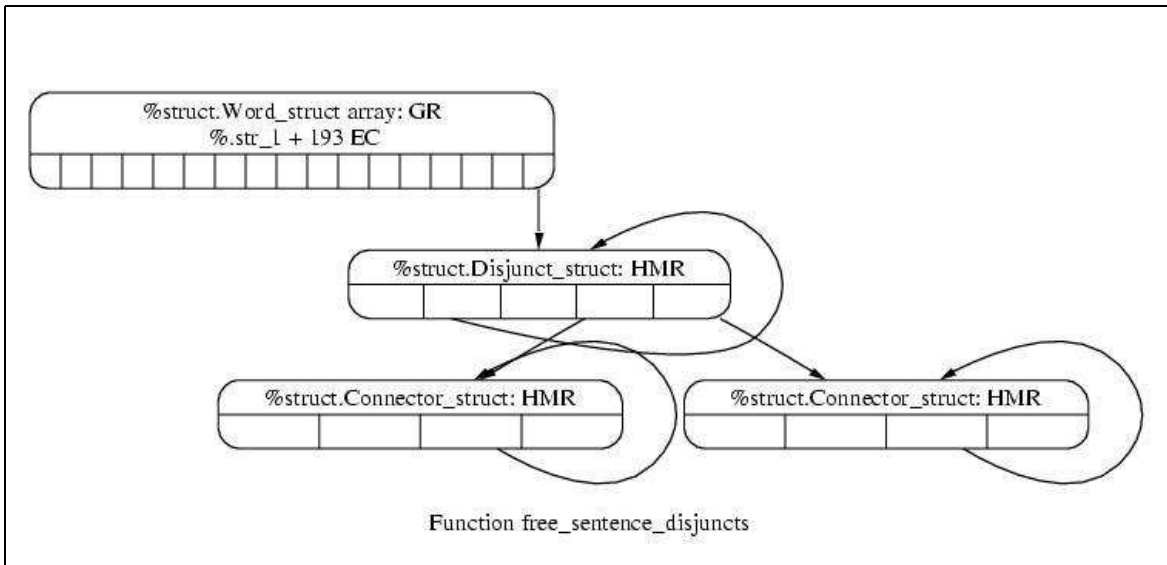 %struct.Word_struct array: GR
%.str_1 + 193 EC
%struct.Disjunct_struct: HMR
%struct.Connector_struct: HMR
%struct.Connector_struct: HMR
Function free_sentence_disjuncts